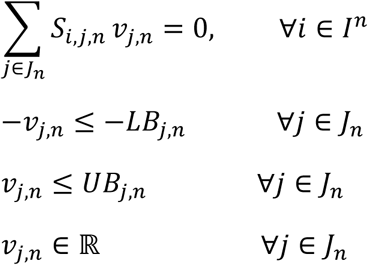 ∑_{j∈J_n} S_{i,j,n} v_{j,n} = 0, ∀i ∈ I^n
−v_{j,n} ≤ −LB_{j,n} ∀j ∈ J_n
v_{j,n} ≤ UB_{j,n} ∀j ∈ J_n
v_{j,n} ∈ ℝ ∀j ∈ J_n